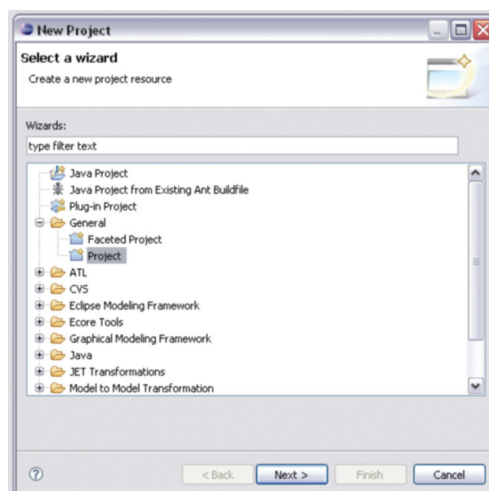 New Project
Select a wizard
Create a new project resource
Wizards:
type filter text
Java Project
Java Project from Existing Ant Buildfile
Plug-in Project
General
Faceted Project
Project
ATL
CVS
Eclipse Modeling Framework
Ecore Tools
Graphical Modeling Framework
Java
JET Transformations
Model to Model Transformation
? < Back Next > Finish Cancel